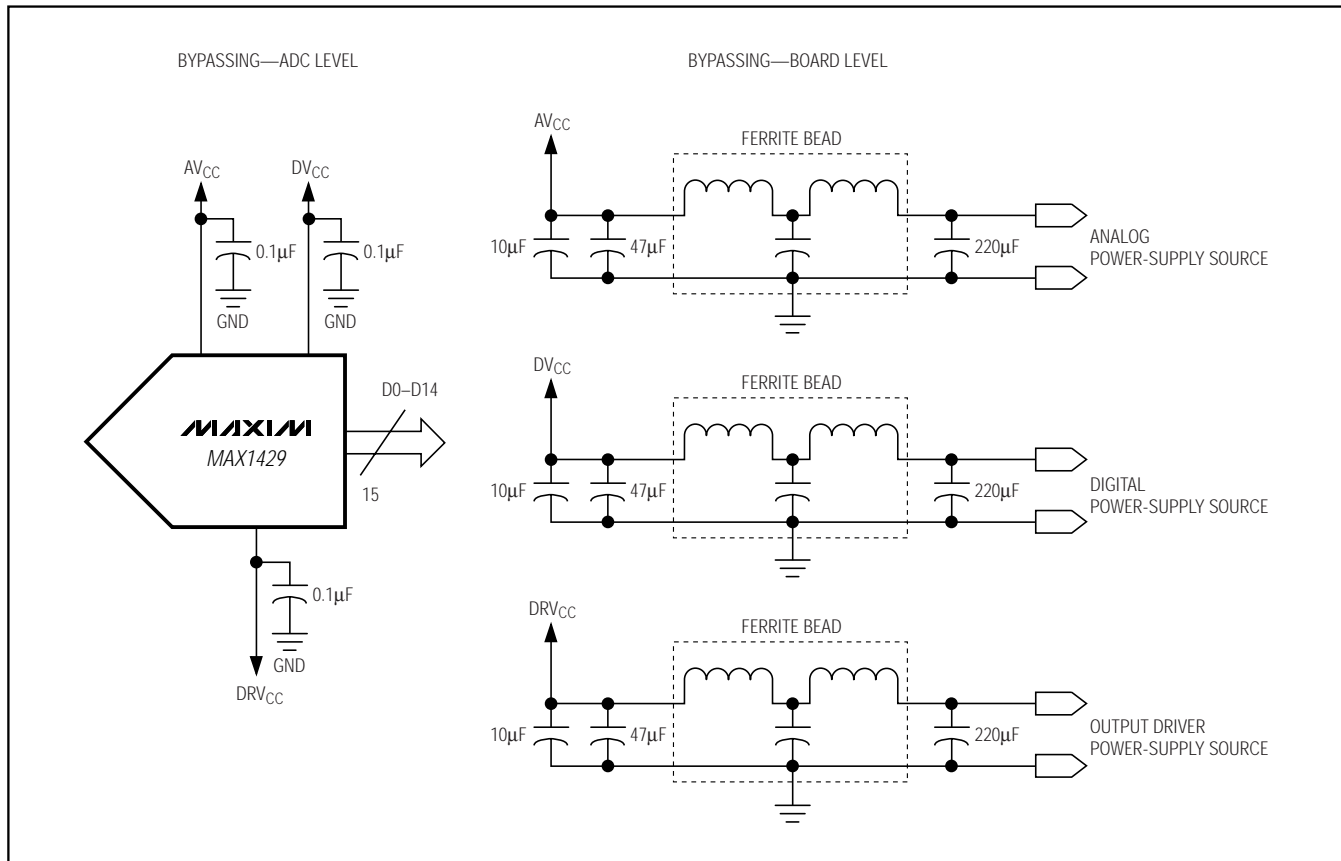 BYPASSING—ADC LEVEL
BYPASSING—BOARD LEVEL
AVCC
DVCC
0.1µF
0.1µF
GND
GND
MAXIM
MAX1429
D0–D14
15
0.1µF
GND
DRVCC
AVCC
FERRITE BEAD
10µF
47µF
220µF
ANALOG
POWER-SUPPLY SOURCE
DVCC
FERRITE BEAD
10µF
47µF
220µF
DIGITAL
POWER-SUPPLY SOURCE
DRVCC
FERRITE BEAD
10µF
47µF
220µF
OUTPUT DRIVER
POWER-SUPPLY SOURCE